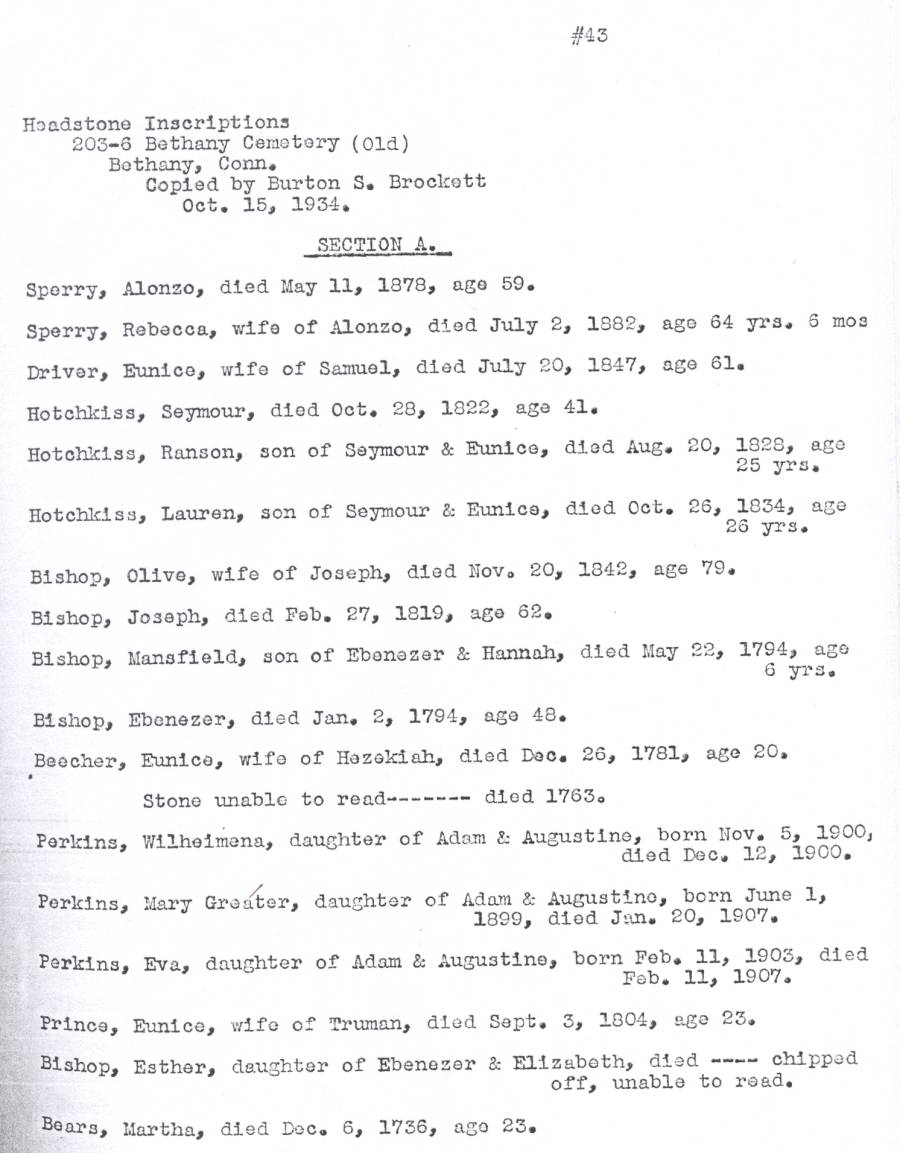 #43
Headstone Inscriptions
203-6 Bethany Cemetery (Old)
Bethany, Conn.
Copied by Burton S. Brockett
Oct. 15, 1934.
SECTION A.
Sperry, Alonzo, died May 11, 1878, age 59.
Sperry, Rebecca, wife of Alonzo, died July 2, 1882, age 64 yrs. 6 mos
Driver, Eunice, wife of Samuel, died July 20, 1847, age 61.
Hotchkiss, Seymour, died Oct. 28, 1822, age 41.
Hotchkiss, Ranson, son of Seymour & Eunice, died Aug. 20, 1828, age
25 yrs.
Hotchkiss, Lauren, son of Seymour & Eunice, died Oct. 26, 1834, age
26 yrs.
Bishop, Olive, wife of Joseph, died Nov. 20, 1842, age 79.
Bishop, Joseph, died Feb. 27, 1819, age 62.
Bishop, Mansfield, son of Ebenezer & Hannah, died May 22, 1794, age
6 yrs.
Bishop, Ebenezer, died Jan. 2, 1794, age 48.
Beecher, Eunice, wife of Hezekiah, died Dec. 26, 1781, age 20.
Stone unable to read------- died 1763.
Perkins, Wilheimena, daughter of Adam & Augustine, born Nov. 5, 1900,
died Dec. 12, 1900.
Perkins, Mary Greater, daughter of Adam & Augustine, born June 1,
1899, died Jan. 20, 1907.
Perkins, Eva, daughter of Adam & Augustine, born Feb. 11, 1903, died
Feb. 11, 1907.
Prince, Eunice, wife of Truman, died Sept. 3, 1804, age 23.
Bishop, Esther, daughter of Ebenezer & Elizabeth, died ---- chipped
off, unable to read.
Bears, Martha, died Dec. 6, 1736, age 23.